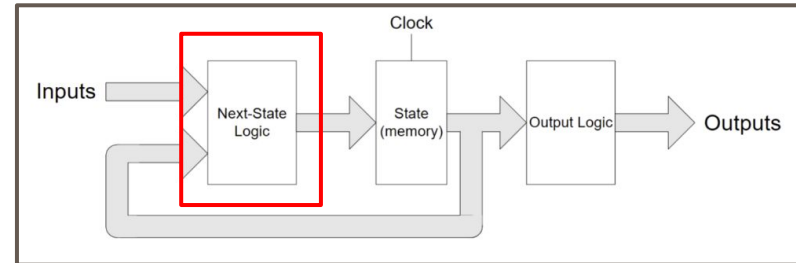 Clock
Inputs
Next-State
Logic
State
(memory)
Output Logic
Outputs